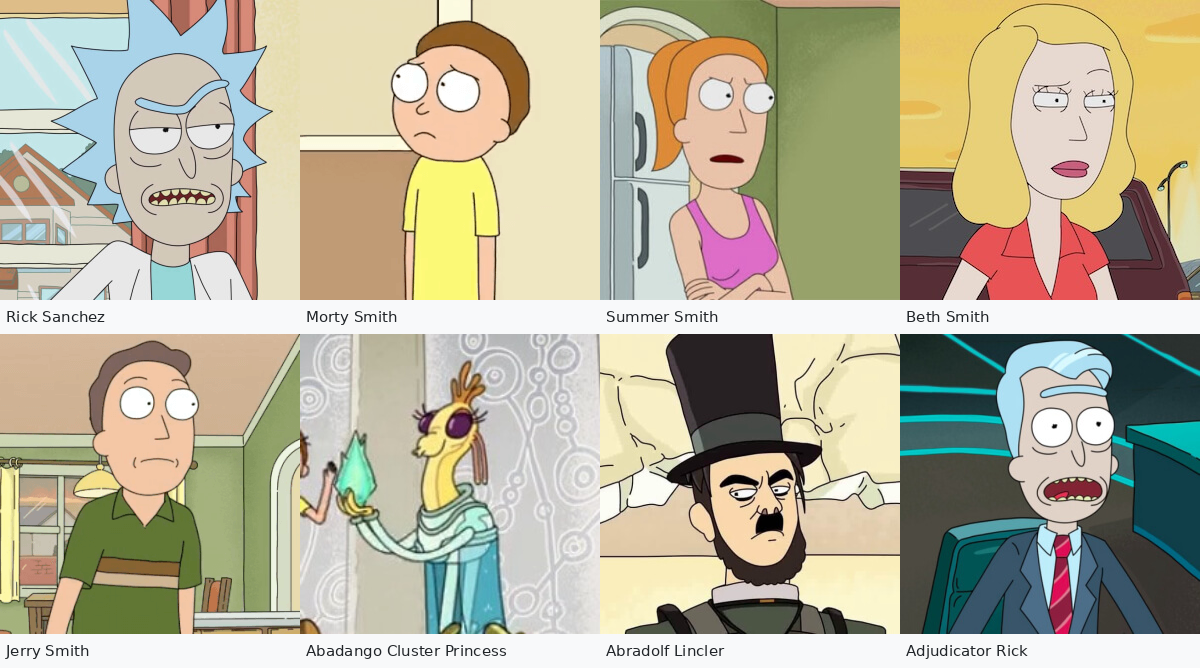 Rick Sanchez
Morty Smith
Summer Smith
Beth Smith
Jerry Smith
Abadango Cluster Princess
Abradolf Lincler
Adjudicator Rick